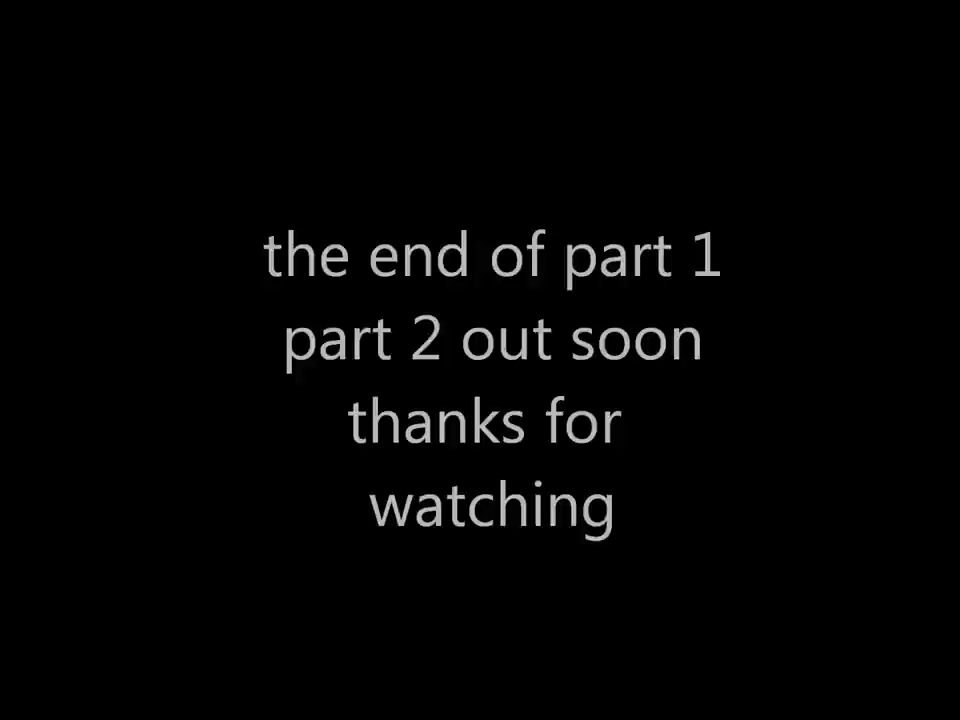 the end of part 1
part 2 out soon
thanks for
watching